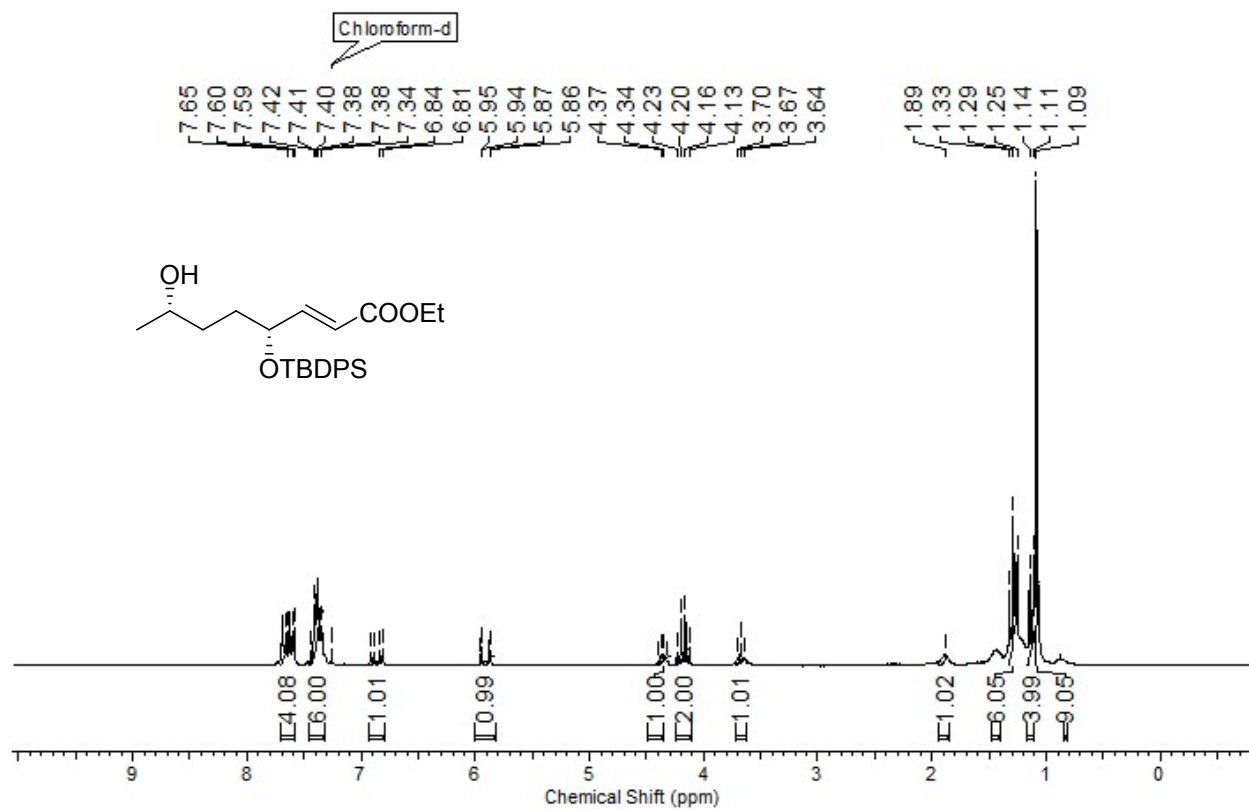 Chloroform-d
7.65 7.60 7.59 7.42 7.41 7.40 7.38 7.38 7.34 6.84 6.81 5.95 5.94 5.87 5.86 4.37 4.34 4.23 4.20 4.16 4.13 3.70 3.67 3.64 1.89 1.33 1.29 1.25 1.14 1.11 1.09
OH
COOEt
OTBDPS
4.08 6.00 1.01 0.99 1.00 2.00 1.01 1.02 6.05 3.99 9.05
9 8 7 6 5 4 3 2 1 0
Chemical Shift (ppm)